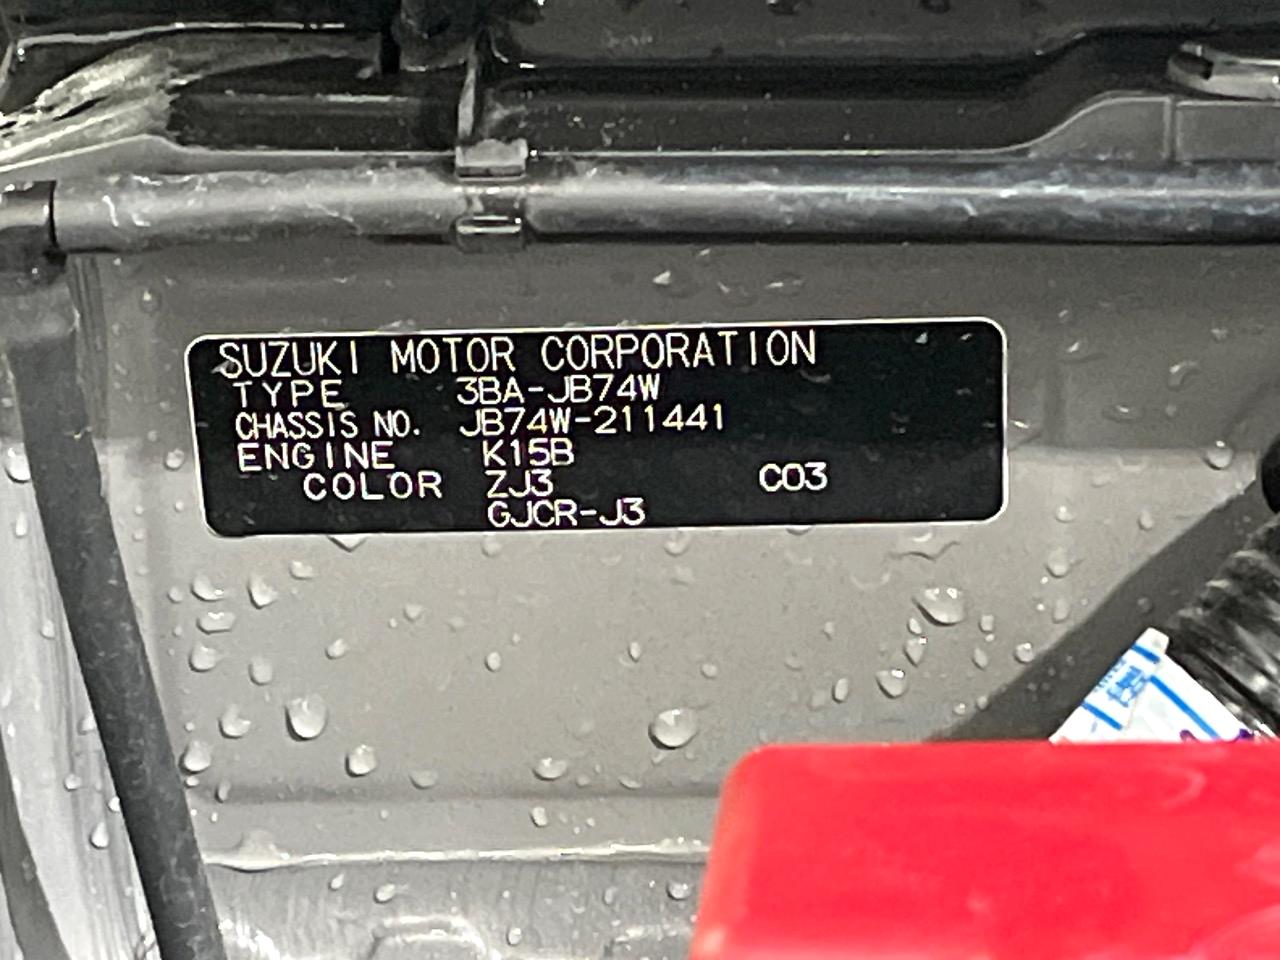 SUZUKI MOTOR CORPORATION
TYPE 3BA-JB74W
CHASSIS NO. JB74W-211441
ENGINE K15B
COLOR ZJ3 C03
GJCR-J3